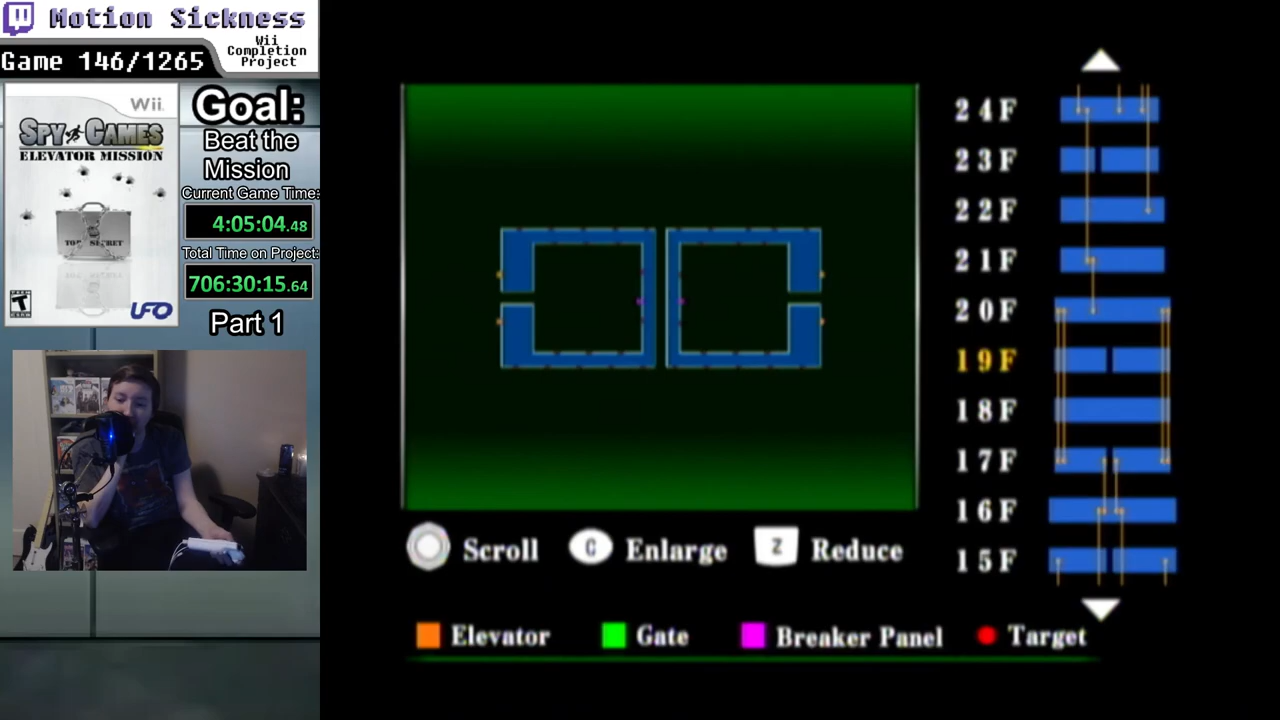 Motion Sickness
Game 146/1265
Wii
Completion
Project
Wii
SPY GAMES
ELEVATOR MISSION
TOP SECRET
T
UFO
Goal:
Beat the
Mission
Current Game Time:
4:05:04.48
Total Time on Project:
706:30:15.64
Part 1
24F
23F
22F
21F
20F
19F
18F
17F
16F
15F
Scroll
C Enlarge
Z Reduce
Elevator
Gate
Breaker Panel
Target